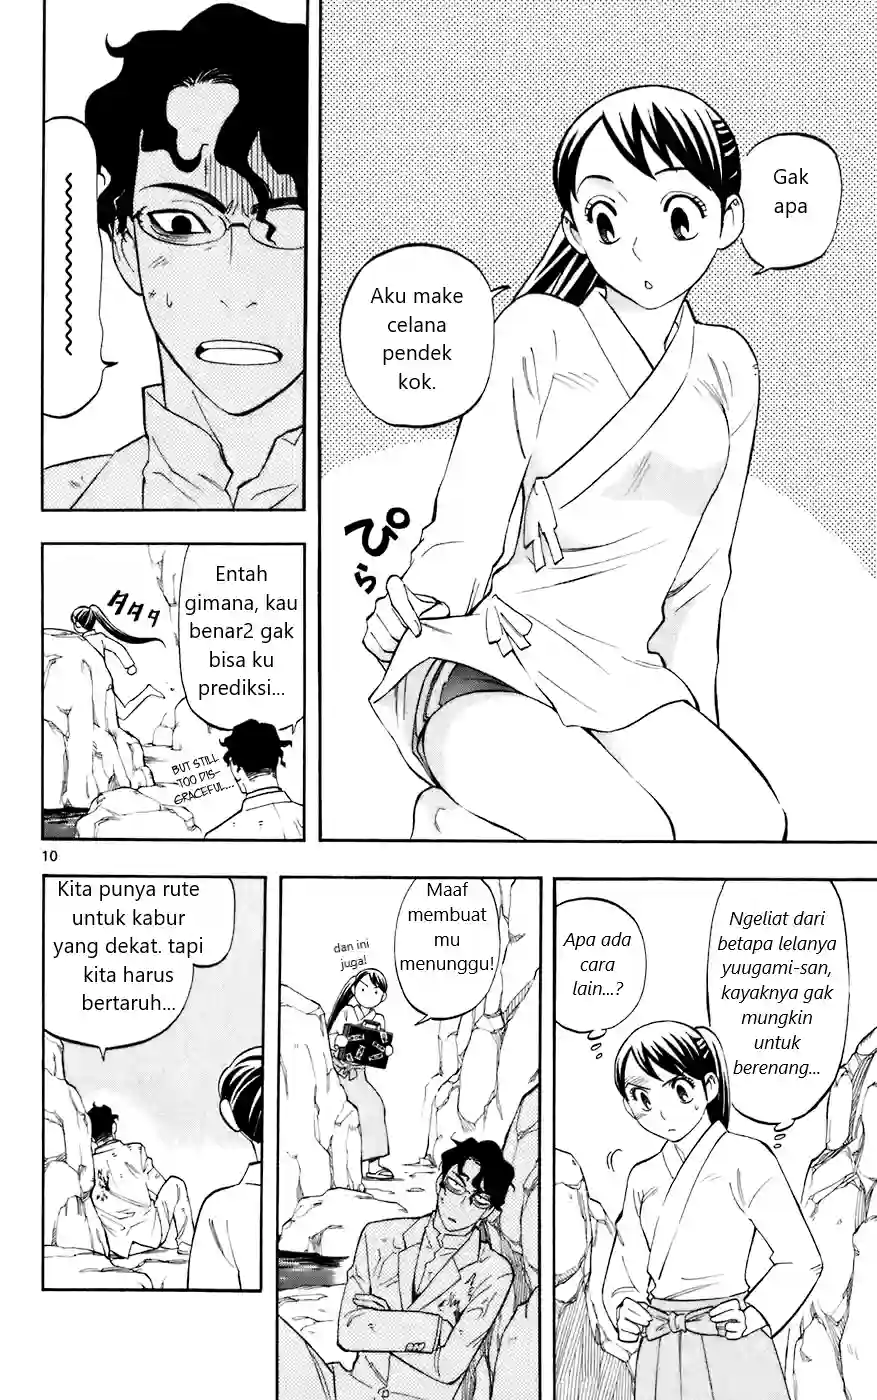 Gak
apa
Aku make
celana
pendek
kok.
ぴら
Entah
gimana, kau
benar2 gak
bisa ku
prediksi...
タタタ
BUT STILL
TOO DIS-
GRACEFUL...
10
Ngeliat dari
betapa lelanya
yuugami-san,
kayaknya gak
mungkin
untuk
berenang...
Apa ada
cara
lain...?
Maaf
membuat
mu
menunggu!
dan ini
juga!
Kita punya rute
untuk kabur
yang dekat. tapi
kita harus
bertaruh...